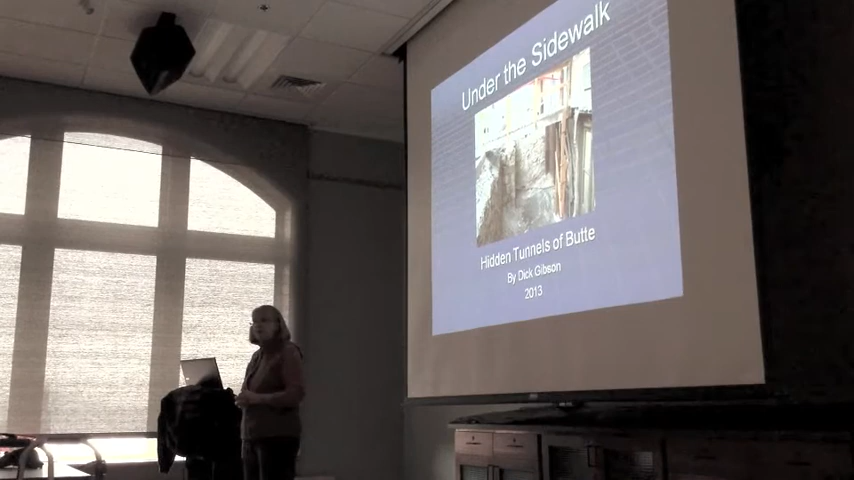 Under the Sidewalk
Hidden Tunnels of Butte
By Dick Gibson
2013